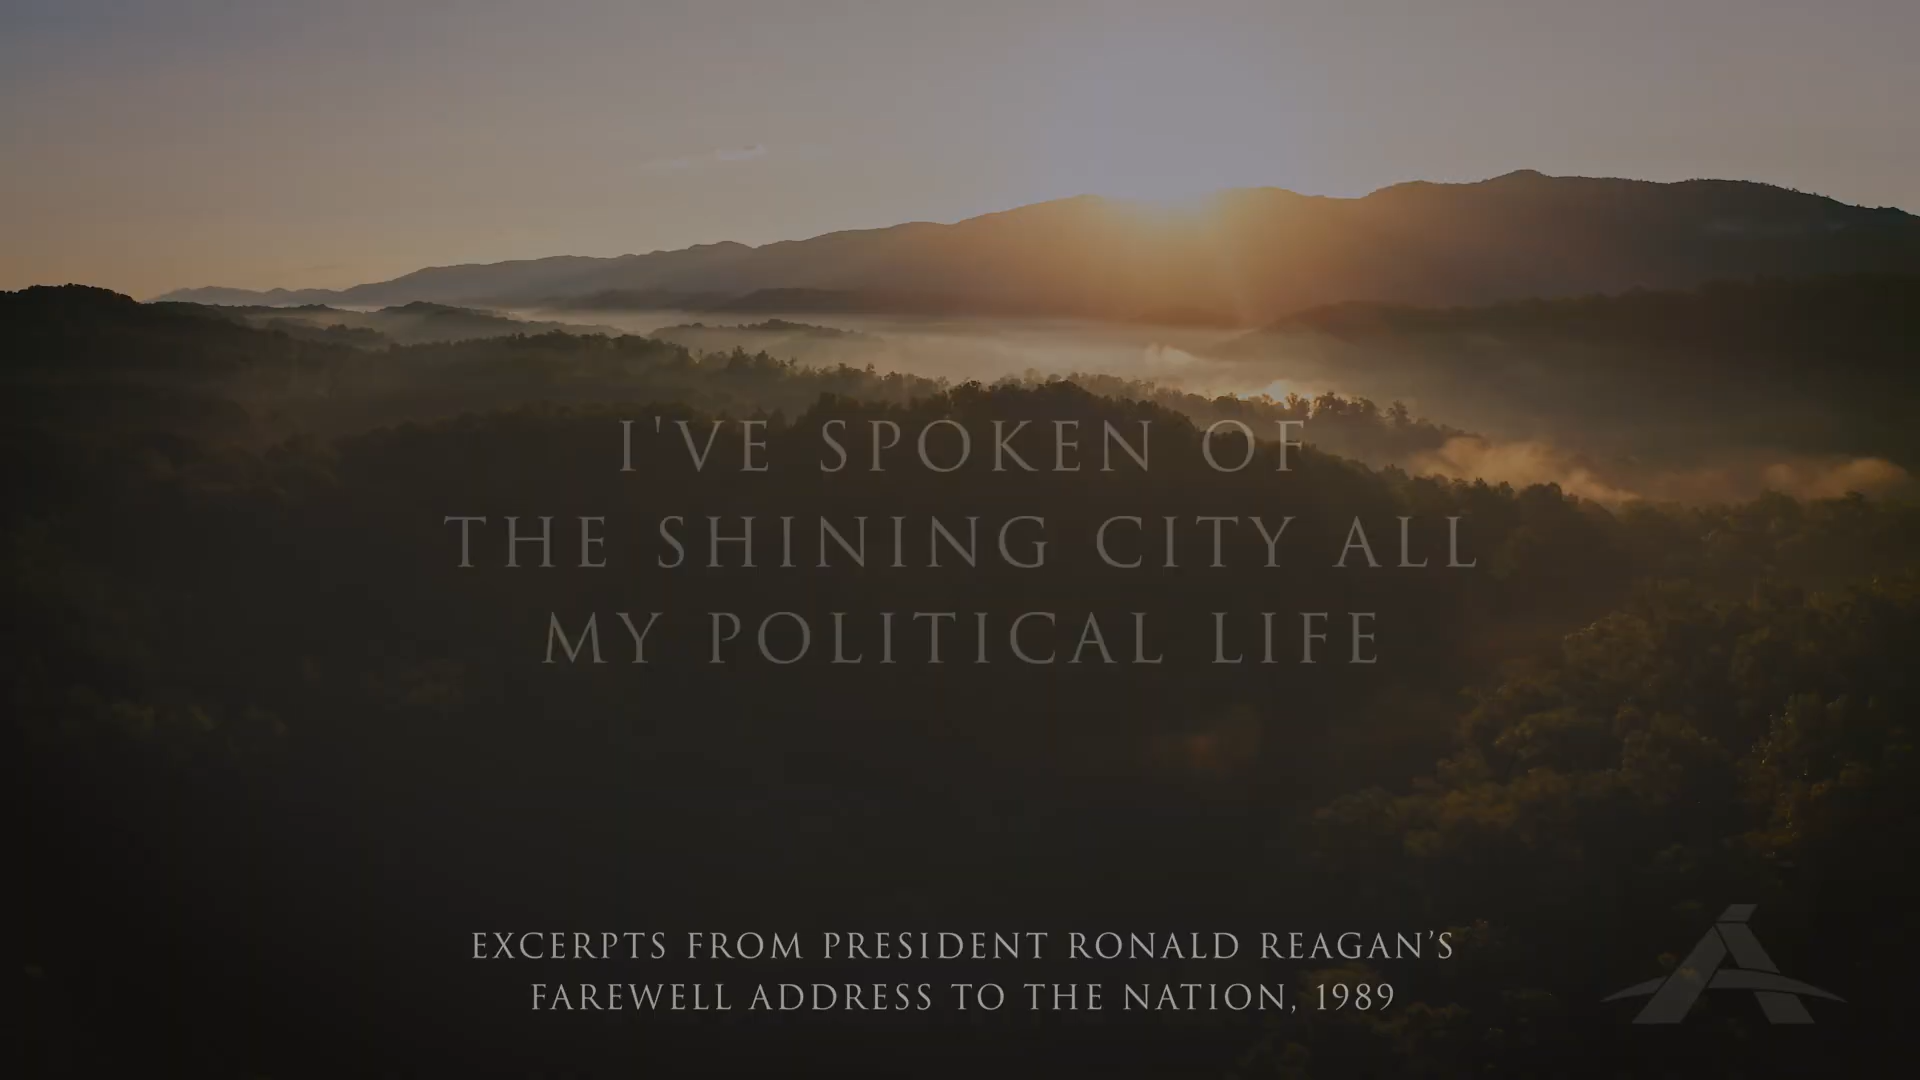 I'VE SPOKEN OF
THE SHINING CITY ALL
MY POLITICAL LIFE
EXCERPTS FROM PRESIDENT RONALD REAGAN’S
FAREWELL ADDRESS TO THE NATION, 1989